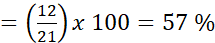 = (12/21) x 100 = 57 %